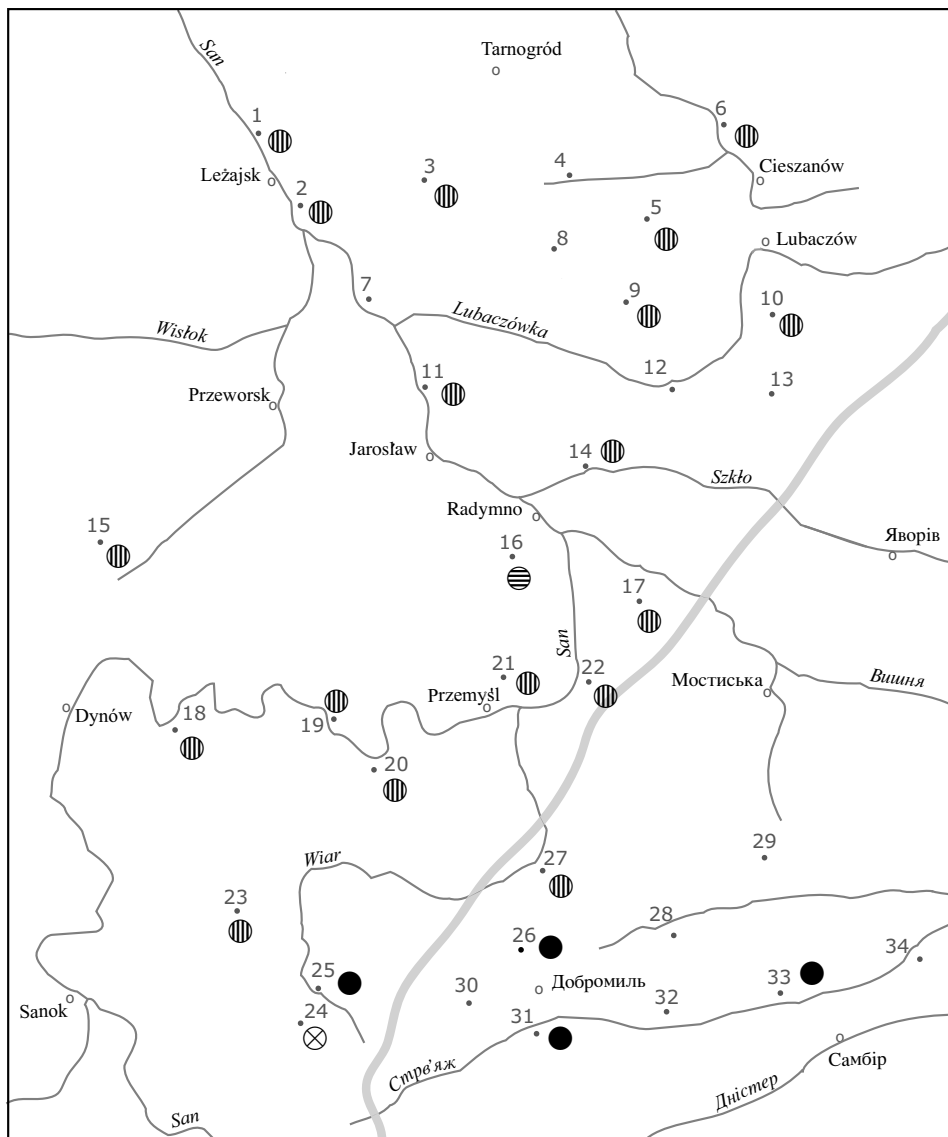 San
Tarnogród
1
6
Leżajsk
3
4
Cieszanów
2
5
8
Lubaczów
7
9
10
Wisłok
Lubaczówka
11
12
13
Przeworsk
Jarosław
14
Szkło
Radymno
15
16
Яворів
17
San
21
22
Мостиська
Вишня
Dynów
18
19
Przemyśl
20
Wiar
27
29
23
28
26
34
25
33
Sanok
30
Добромиль
32
24
31
Стрв'яж
Самбір
Дністер
San